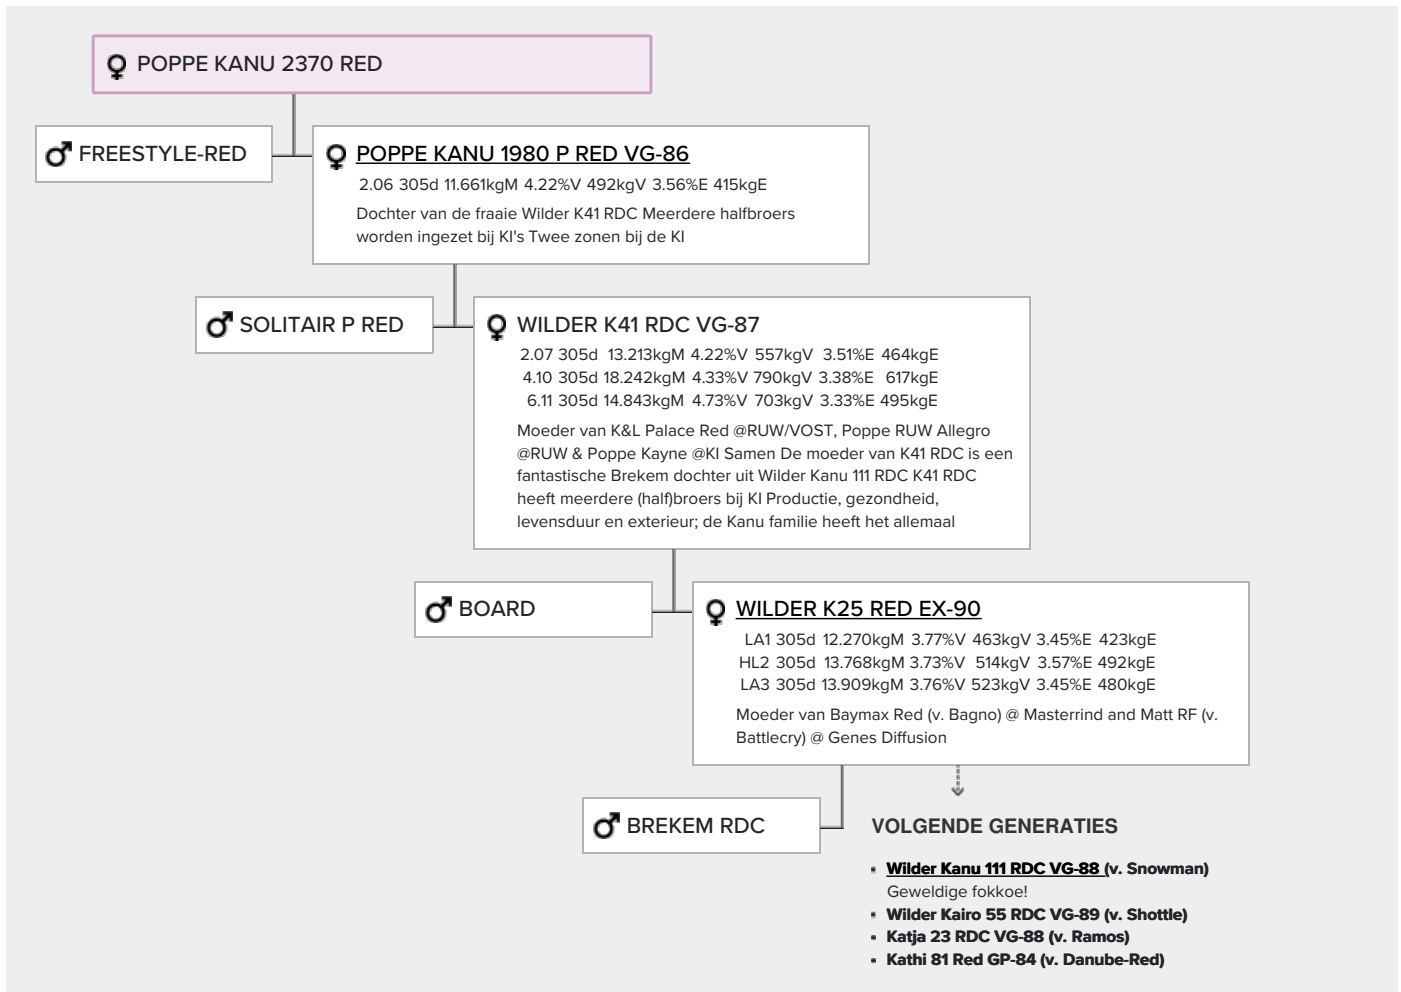 POPPE KANU 2370 RED
FREESTYLE-RED
POPPE KANU 1980 P RED VG-86
2.06 305d 11.661kgM 4.22%V 492kgV 3.56%E 415kgE
Dochter van de fraaie Wilder K41 RDC Meerdere halfbroers
worden ingezet bij KI's Twee zonen bij de KI
SOLITAIR P RED
WILDER K41 RDC VG-87
2.07 305d 13.213kgM 4.22%V 557kgV 3.51%E 464kgE
4.10 305d 18.242kgM 4.33%V 790kgV 3.38%E 617kgE
6.11 305d 14.843kgM 4.73%V 703kgV 3.33%E 495kgE
Moeder van K&L Palace Red @RUW/VOST, Poppe RUW Allegro
@RUW & Poppe Kayne @KI Samen De moeder van K41 RDC is een
fantastische Brekem dochter uit Wilder Kanu 111 RDC K41 RDC
heeft meerdere (half)broers bij KI Productie, gezondheid,
levensduur en exterieur; de Kanu familie heeft het allemaal
BOARD
WILDER K25 RED EX-90
LA1 305d 12.270kgM 3.77%V 463kgV 3.45%E 423kgE
HL2 305d 13.768kgM 3.73%V 514kgV 3.57%E 492kgE
LA3 305d 13.909kgM 3.76%V 523kgV 3.45%E 480kgE
Moeder van Baymax Red (v. Bagno) @ Masterrind and Matt RF (v.
Battlecry) @ Genes Diffusion
BREKEM RDC
VOLGENDE GENERATIES
Wilder Kanu 111 RDC VG-88 (v. Snowman)
Geweldige fokkoe!
Wilder Kairo 55 RDC VG-89 (v. Shottle)
Katja 23 RDC VG-88 (v. Ramos)
Kathi 81 Red GP-84 (v. Danube-Red)